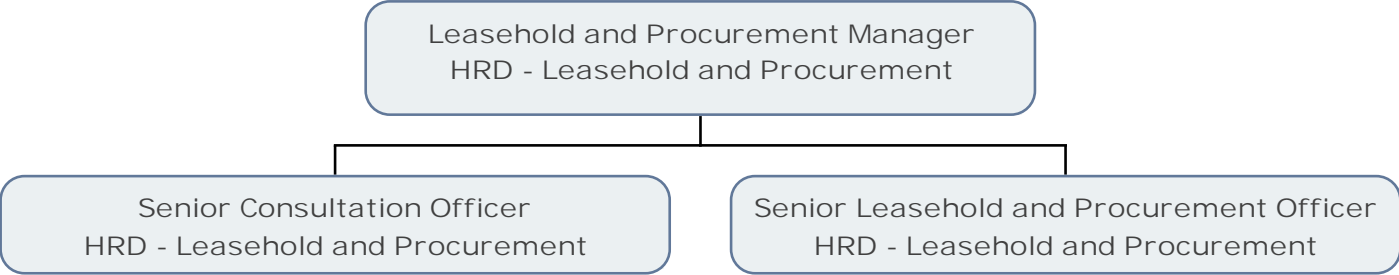 Leasehold and Procurement Manager
HRD - Leasehold and Procurement
Senior Consultation Officer
HRD - Leasehold and Procurement
Senior Leasehold and Procurement Officer
HRD - Leasehold and Procurement